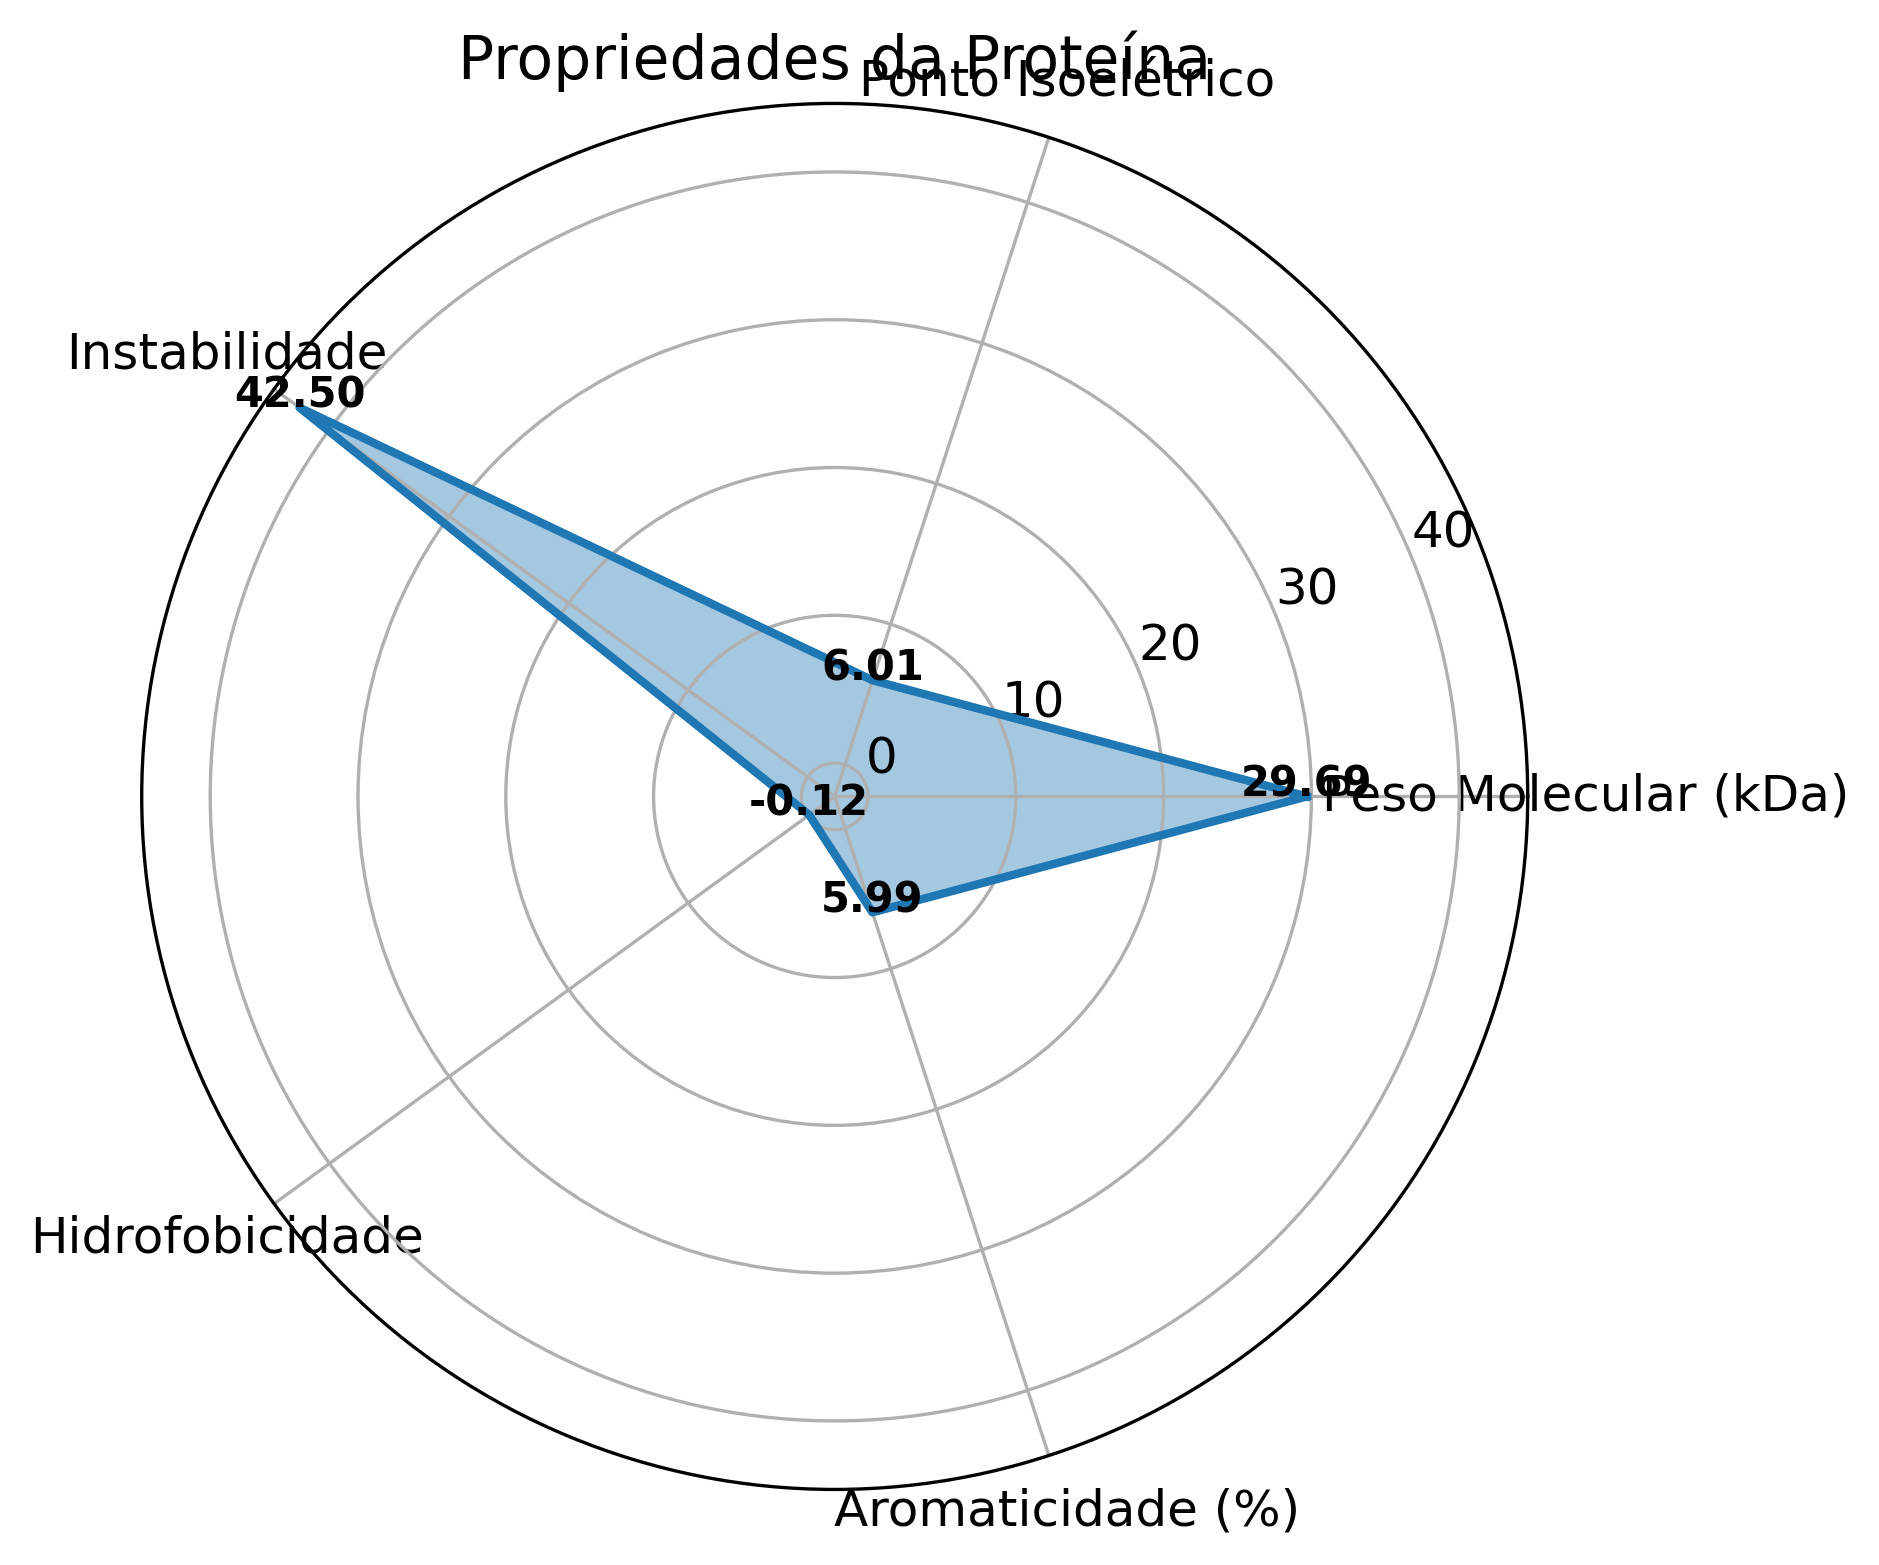 Propriedades da Proteína
Ponto Isoelétrico
Instabilidade
42.50
40
30
20
6.01
10
0
29.69
Peso Molecular (kDa)
-0.12
5.99
Hidrofobicidade
Aromaticidade (%)